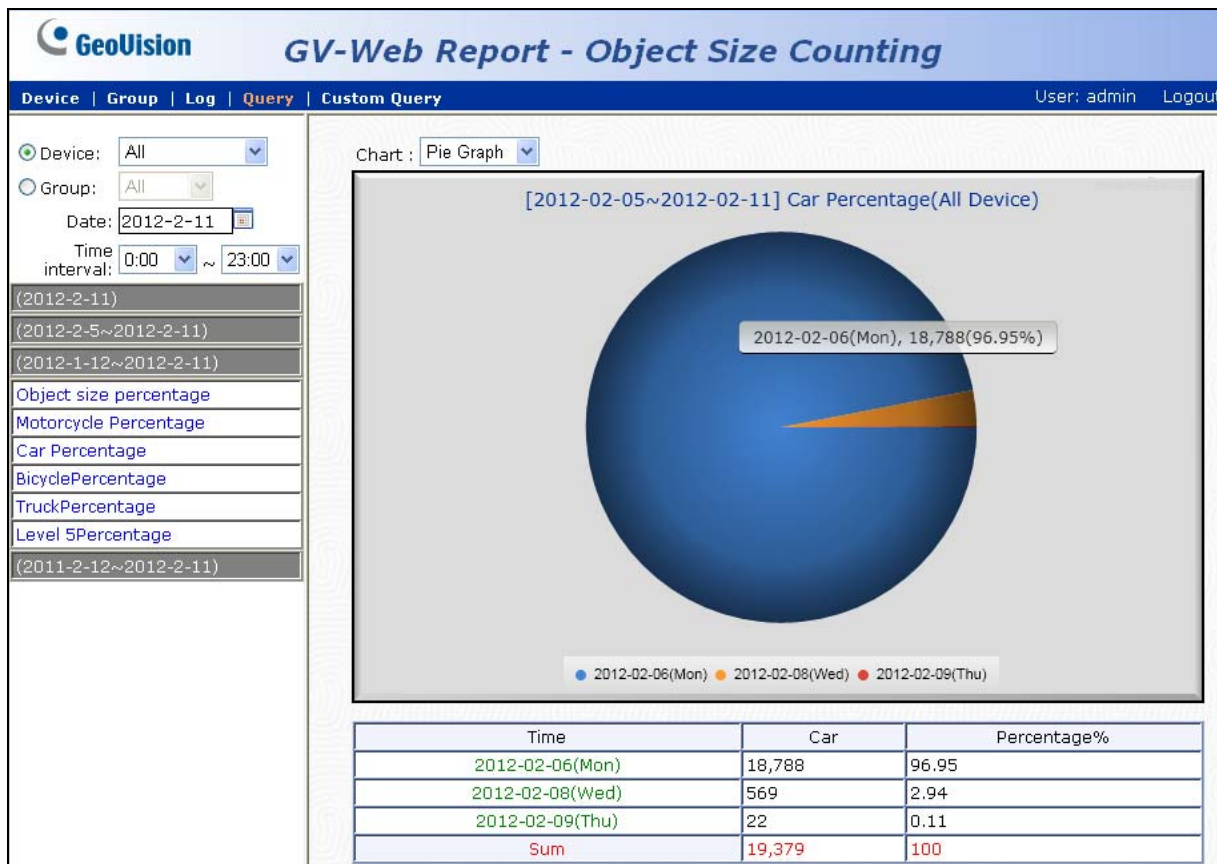 GeoVision
GV-Web Report - Object Size Counting
Device | Group | Log | Query | Custom Query
User: admin Logout
Device: All
Group: All
Date: 2012-2-11
Time interval: 0:00 ~ 23:00
(2012-2-11)
(2012-2-5~2012-2-11)
(2012-1-12~2012-2-11)
Object size percentage
Motorcycle Percentage
Car Percentage
BicyclePercentage
TruckPercentage
Level 5Percentage
(2011-2-12~2012-2-11)
Chart : Pie Graph
[2012-02-05~2012-02-11] Car Percentage(All Device)
2012-02-06(Mon), 18,788(96.95%)
2012-02-06(Mon) 2012-02-08(Wed) 2012-02-09(Thu)
Time Car Percentage%
2012-02-06(Mon) 18,788 96.95
2012-02-08(Wed) 569 2.94
2012-02-09(Thu) 22 0.11
Sum 19,379 100